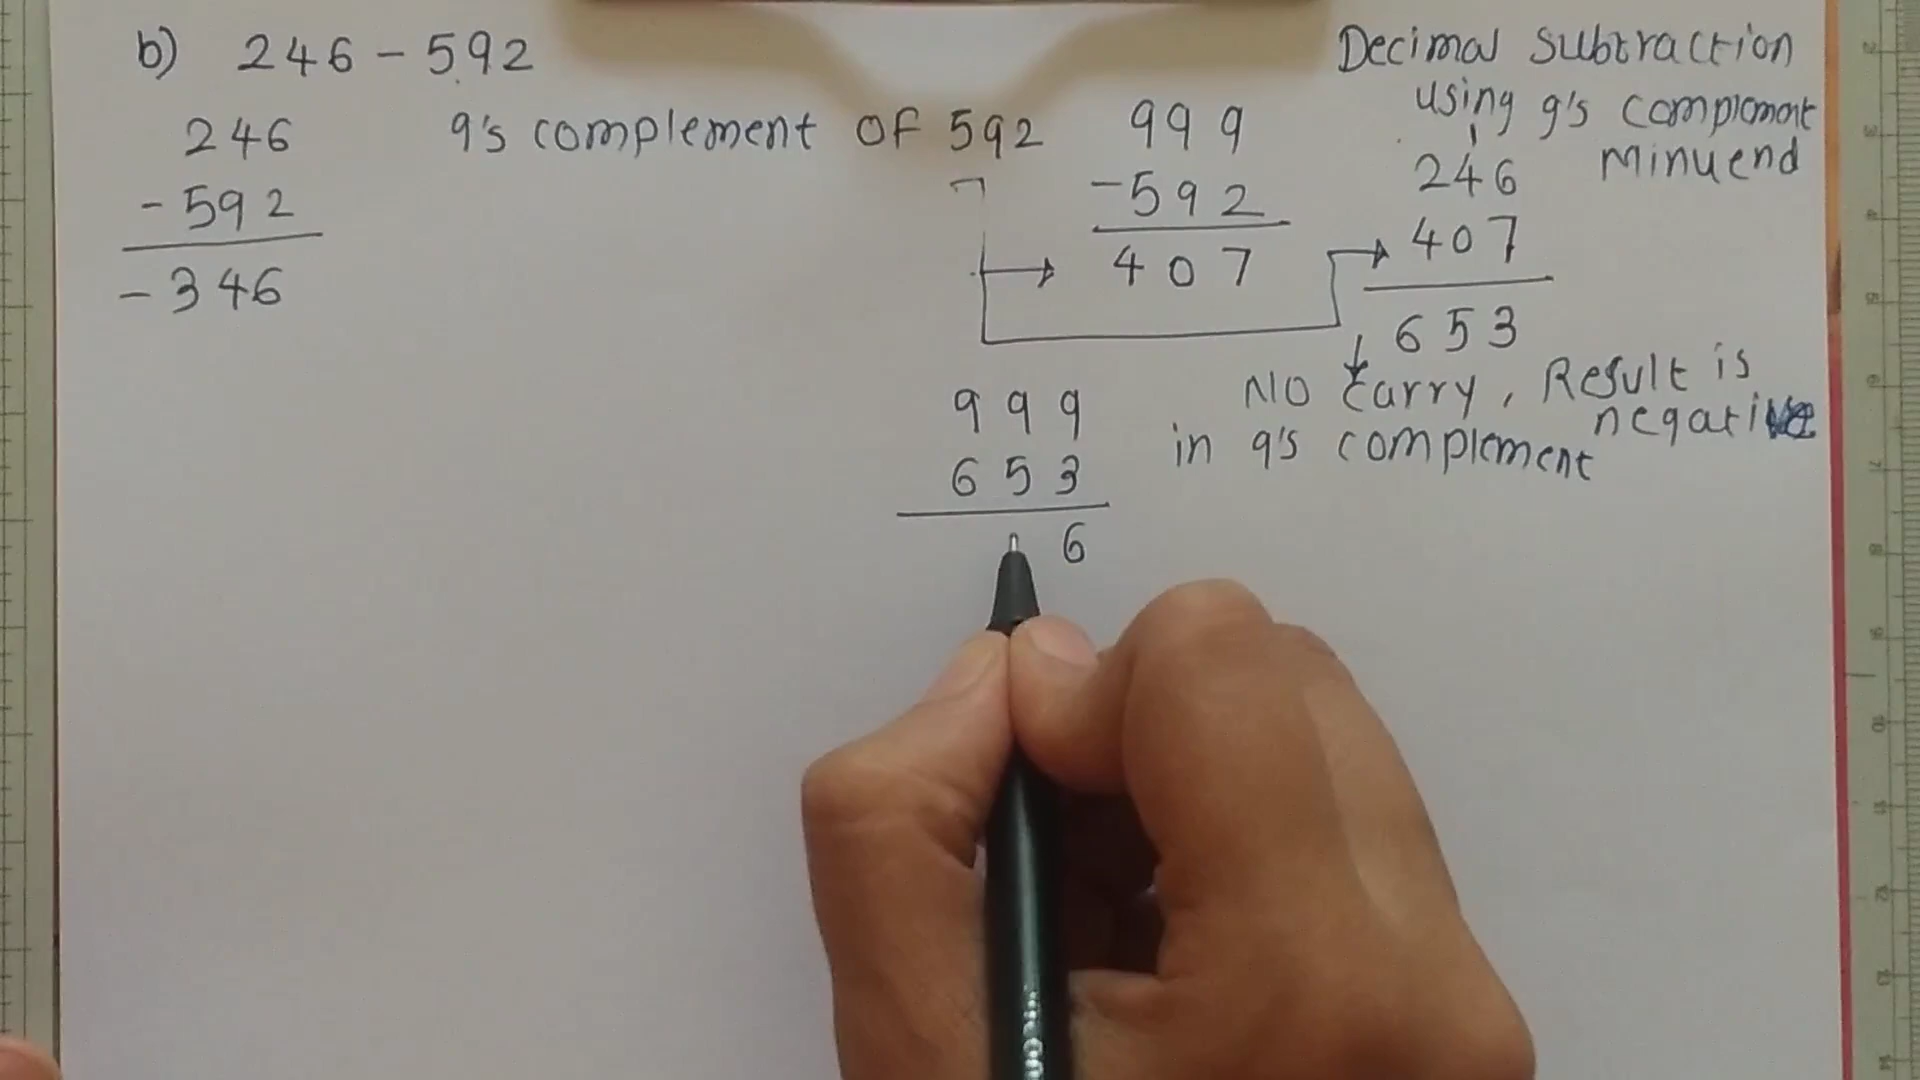 b) 246 - 592
Decimal subtraction
using 9's complement
Minuend
246
- 592
- 346
9's complement of 592
999
-592
407
1
246
407
653
No carry, Result is
negative
in 9's complement
999
653
6